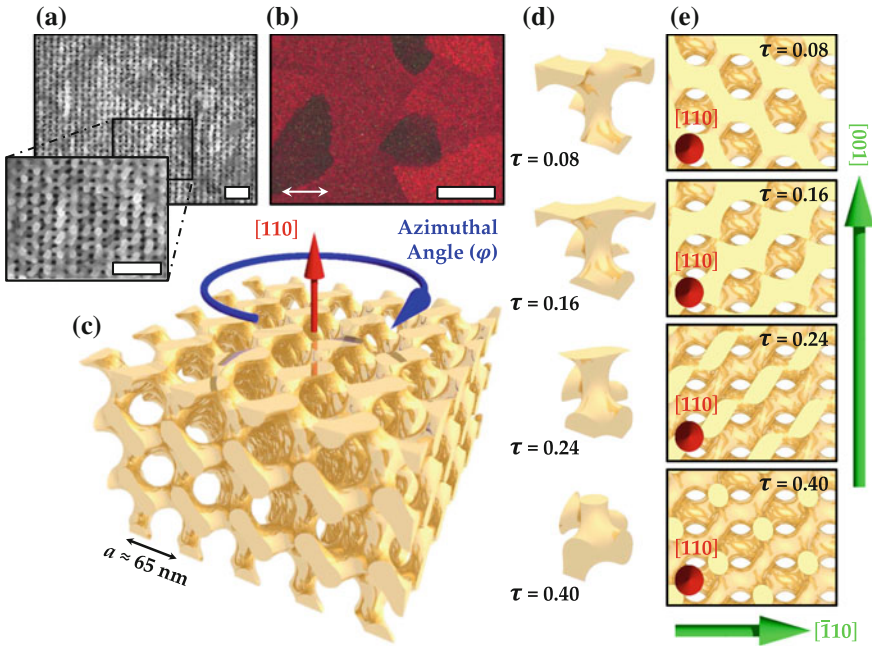 (a)
(b)
(c)
a ≈ 65 nm
[110]
Azimuthal
Angle (φ)
(d)
τ = 0.08
τ = 0.16
τ = 0.24
τ = 0.40
(e)
τ = 0.08
[110]
τ = 0.16
[110]
τ = 0.24
[110]
τ = 0.40
[110]
[001]
[1̅10]